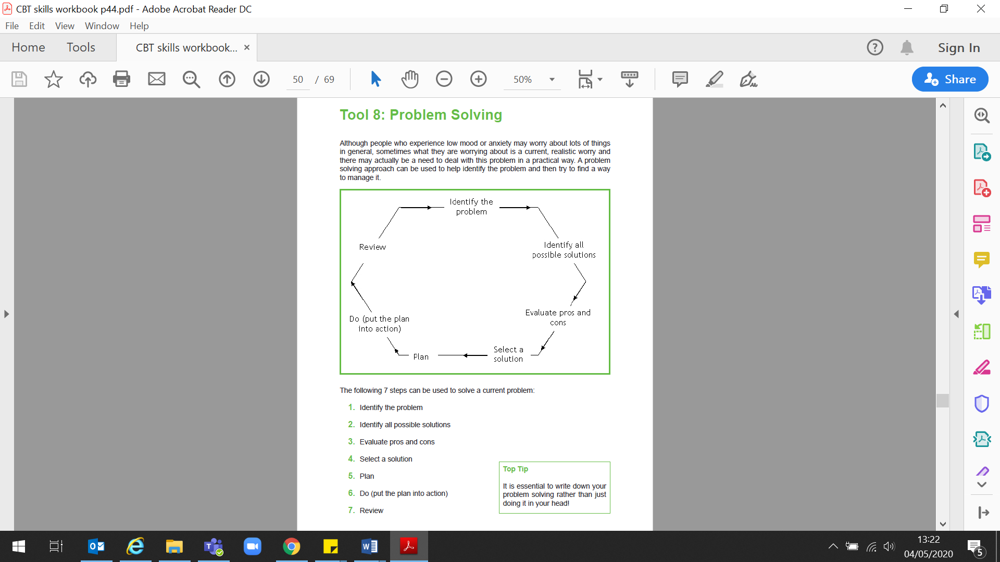 CBT skills workbook p44.pdf - Adobe Acrobat Reader DC
File Edit View Window Help
Home Tools CBT skills workbook... × Sign In
50 / 69 50% Share
Tool 8: Problem Solving
Although people who experience low mood or anxiety may worry about lots of things
in general, sometimes what they are worrying about is a current, realistic worry and
there may actually be a need to deal with this problem in a practical way. A problem
solving approach can be used to help identify the problem and then try to find a way
to manage it.
Identify the
problem
Identify all
possible solutions
Evaluate pros and
cons
Select a
solution
Plan
Do (put the plan
into action)
Review
The following 7 steps can be used to solve a current problem:
1. Identify the problem
2. Identify all possible solutions
3. Evaluate pros and cons
4. Select a solution
5. Plan
6. Do (put the plan into action)
7. Review
Top Tip
It is essential to write down your
problem solving rather than just
doing it in your head!
13:22
04/05/2020
5